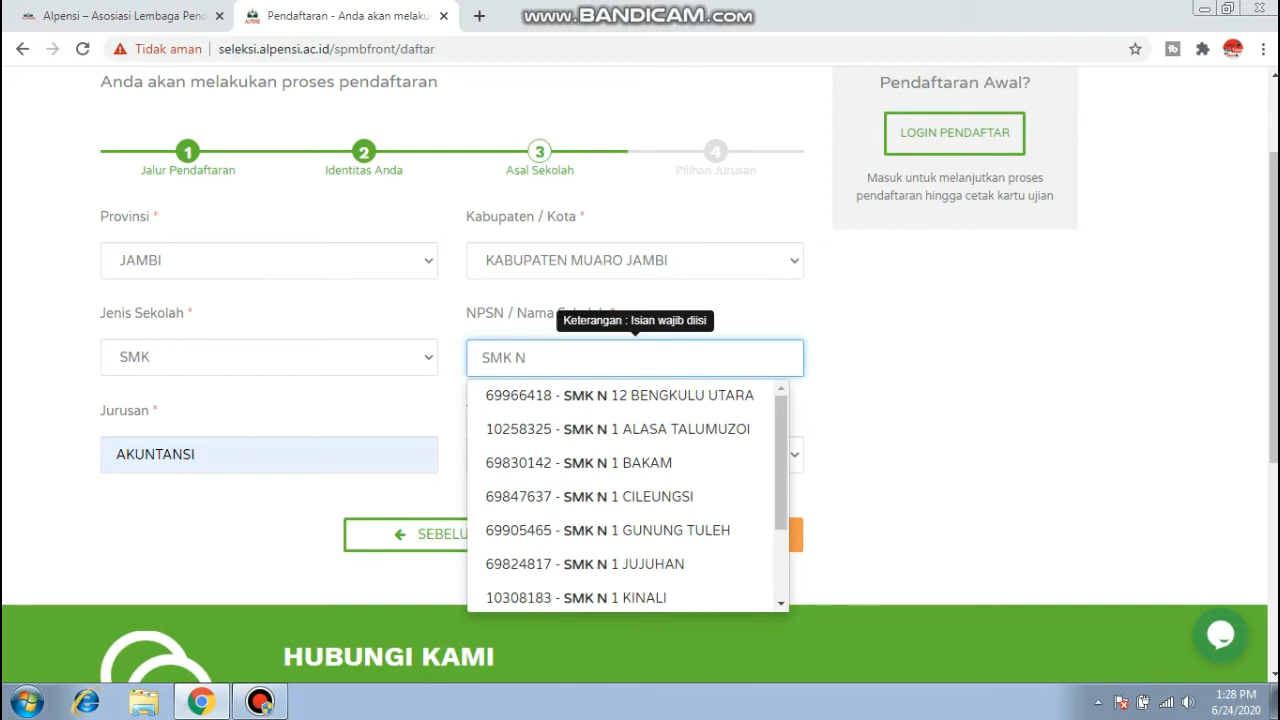 Alpensi – Asosiasi Lembaga Pend
Pendaftaran - Anda akan melaku
www.BANDICAM.com
Tidak aman
seleksi.alpensi.ac.id/spmbfront/daftar
Anda akan melakukan proses pendaftaran
1
2
3
4
Jalur Pendaftaran
Identitas Anda
Asal Sekolah
Pilihan Jurusan
Pendaftaran Awal?
LOGIN PENDAFTAR
Masuk untuk melanjutkan proses
pendaftaran hingga cetak kartu ujian
Provinsi *
Kabupaten / Kota *
JAMBI
KABUPATEN MUARO JAMBI
Jenis Sekolah *
NPSN / Nama
Keterangan : Isian wajib diisi
SMK
SMK N
69966418 - SMK N 12 BENGKULU UTARA
10258325 - SMK N 1 ALASA TALUMUZOI
69830142 - SMK N 1 BAKAM
69847637 - SMK N 1 CILEUNGSI
69905465 - SMK N 1 GUNUNG TULEH
69824817 - SMK N 1 JUJUHAN
10308183 - SMK N 1 KINALI
Jurusan *
AKUNTANSI
SEBELU
HUBUNGI KAMI
1:28 PM
6/24/2020